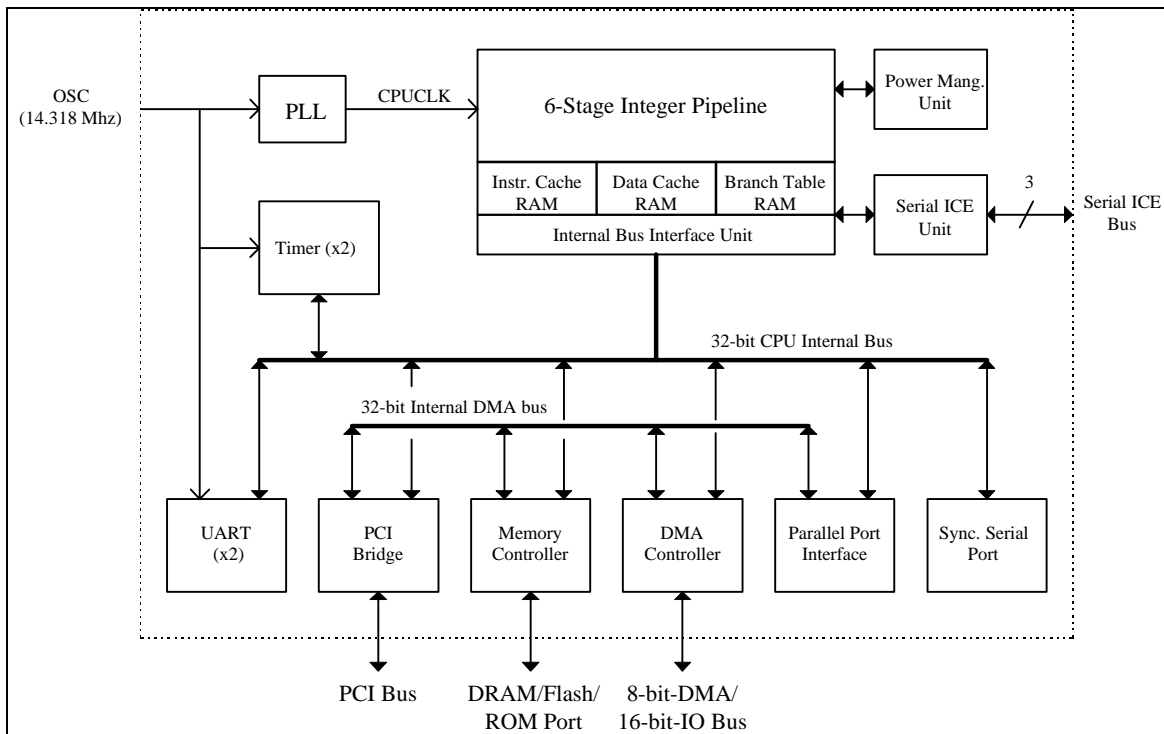 OSC
(14.318 Mhz)
PLL
CPUCLK
6-Stage Integer Pipeline
Power Mang.
Unit
Instr. Cache
RAM
Data Cache
RAM
Branch Table
RAM
Internal Bus Interface Unit
Serial ICE
Unit
3
Serial ICE
Bus
Timer (x2)
32-bit CPU Internal Bus
32-bit Internal DMA bus
UART
(x2)
PCI
Bridge
Memory
Controller
DMA
Controller
Parallel Port
Interface
Sync. Serial
Port
PCI Bus
DRAM/Flash/
ROM Port
8-bit-DMA/
16-bit-IO Bus